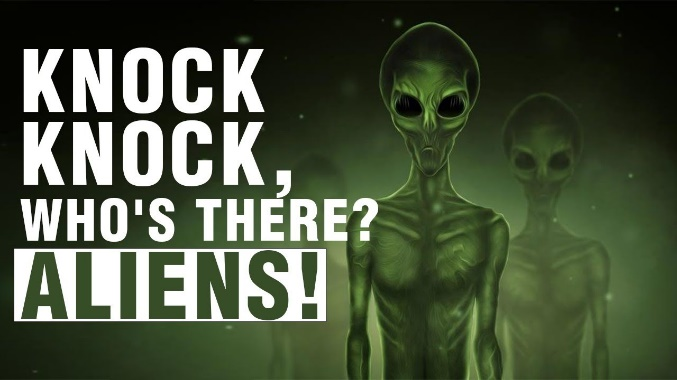 KNOCK
KNOCK,
WHO'S THERE?
ALIENS!